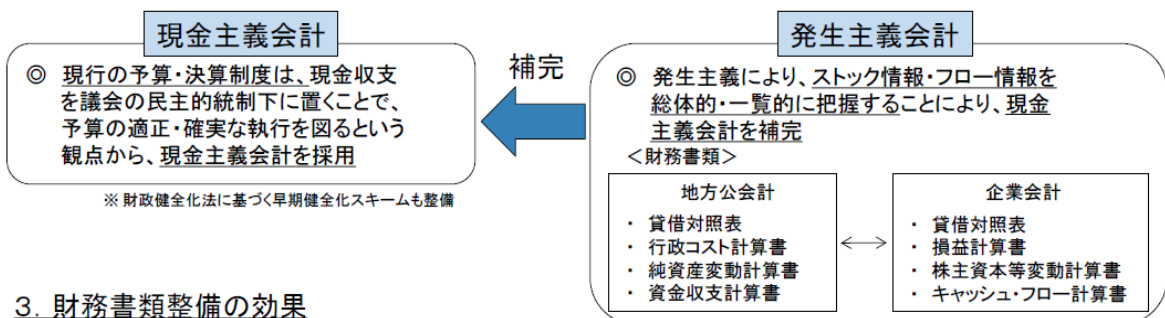 現金主義会計
◎ 現行の予算・決算制度は、現金収支
を議会の民主的統制下に置くことで、
予算の適正・確実な執行を図るという
観点から、現金主義会計を採用
※ 財政健全化法に基づく早期健全化スキームも整備
補完
発生主義会計
◎ 発生主義により、ストック情報・フロー情報を
総体的・一覧的に把握することにより、現金
主義会計を補完
＜財務書類＞
地方公会計
・ 貸借対照表
・ 行政コスト計算書
・ 純資産変動計算書
・ 資金収支計算書
企業会計
・ 貸借対照表
・ 損益計算書
・ 株主資本等変動計算書
・ キャッシュ・フロー計算書
3．財務書類整備の効果